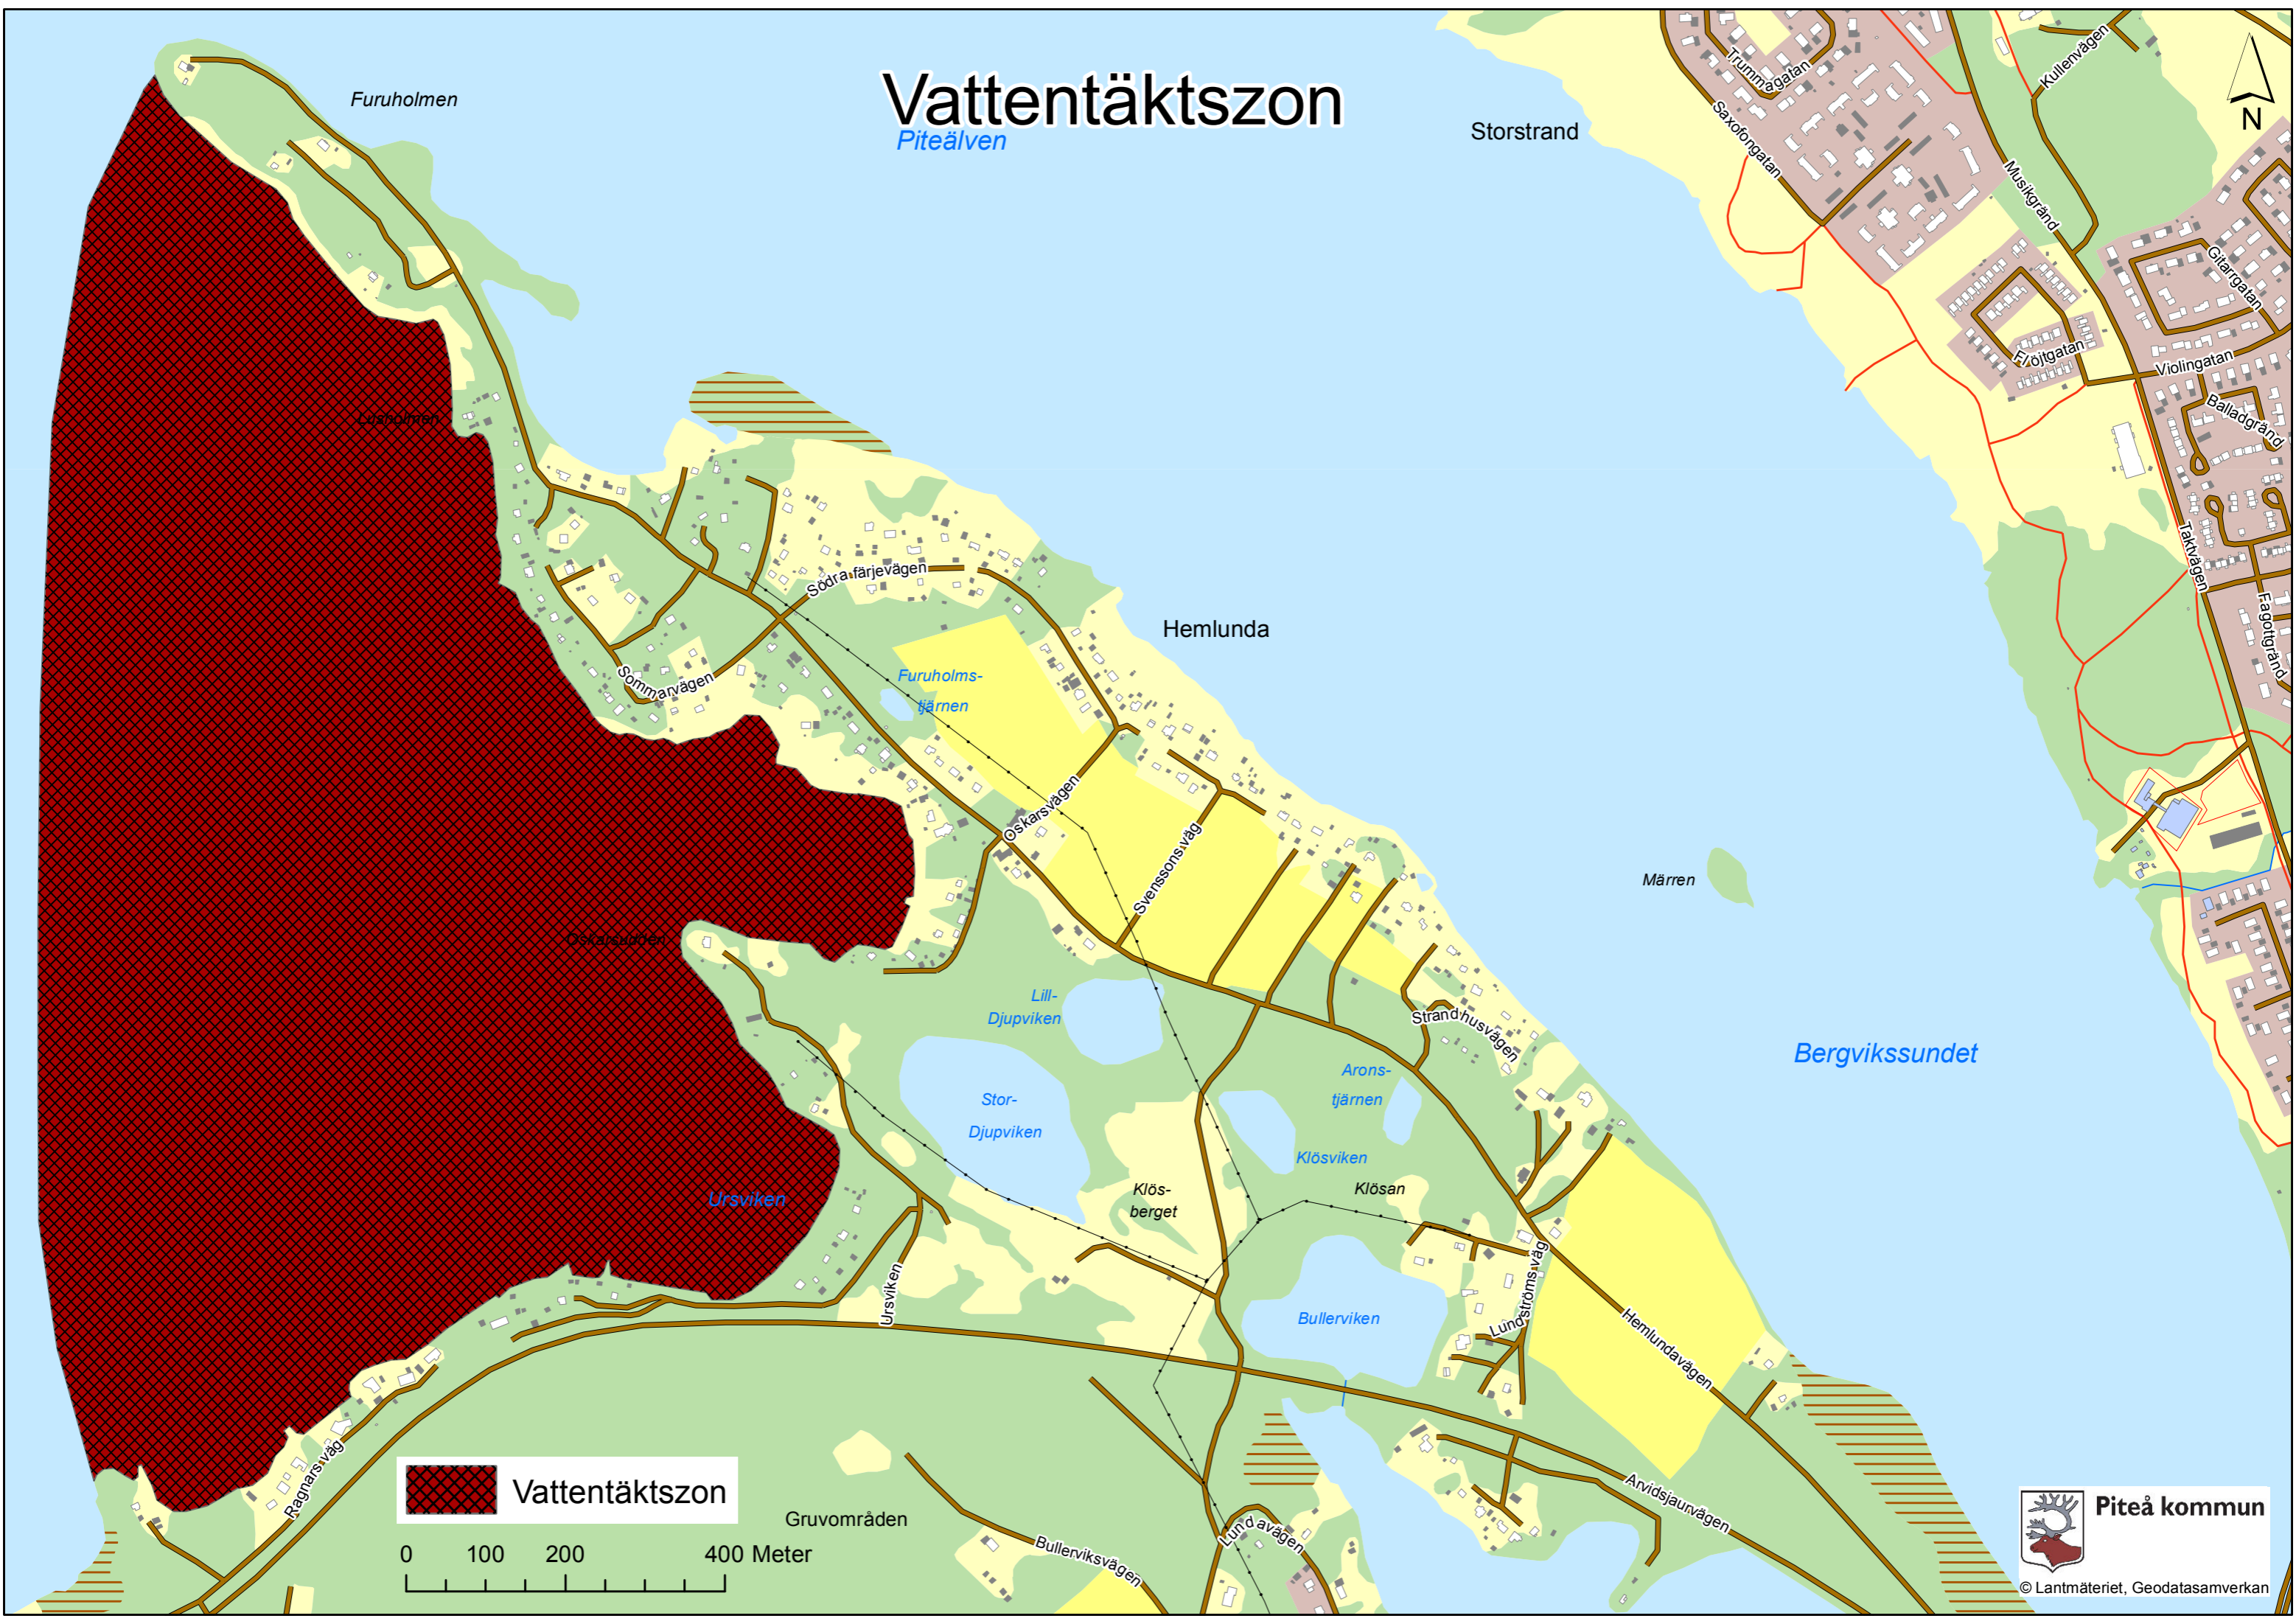 Vattentäktszon
Piteälven
Furuholmen
Storstrand
Trummagatan
Saxofongatan
Kullenvägen
Musikgränd
N
Gitarrgatan
Flöjtgatan
Violingatan
Balladgränd
Taktvägen
Fagottgränd
Lusholmen
Södra färjevägen
Sommarvägen
Hemlunda
Furuholms-
tjärnen
Oskarsvägen
Svenssons väg
Märren
Lill-
Djupviken
Strandhusvägen
Bergvikssundet
Arons-
tjärnen
Stor-
Djupviken
Klösviken
Klösan
Klös-
berget
Ursviken
Ursviken
Bullerviken
Lundströms väg
Hemlundavägen
Ragnars väg
Vattentäktszon
Gruvområden
0 100 200 400 Meter
Bullerviksvägen
Lundavägen
Arvidsjaurvägen
Piteå kommun
© Lantmäteriet, Geodatasamverkan